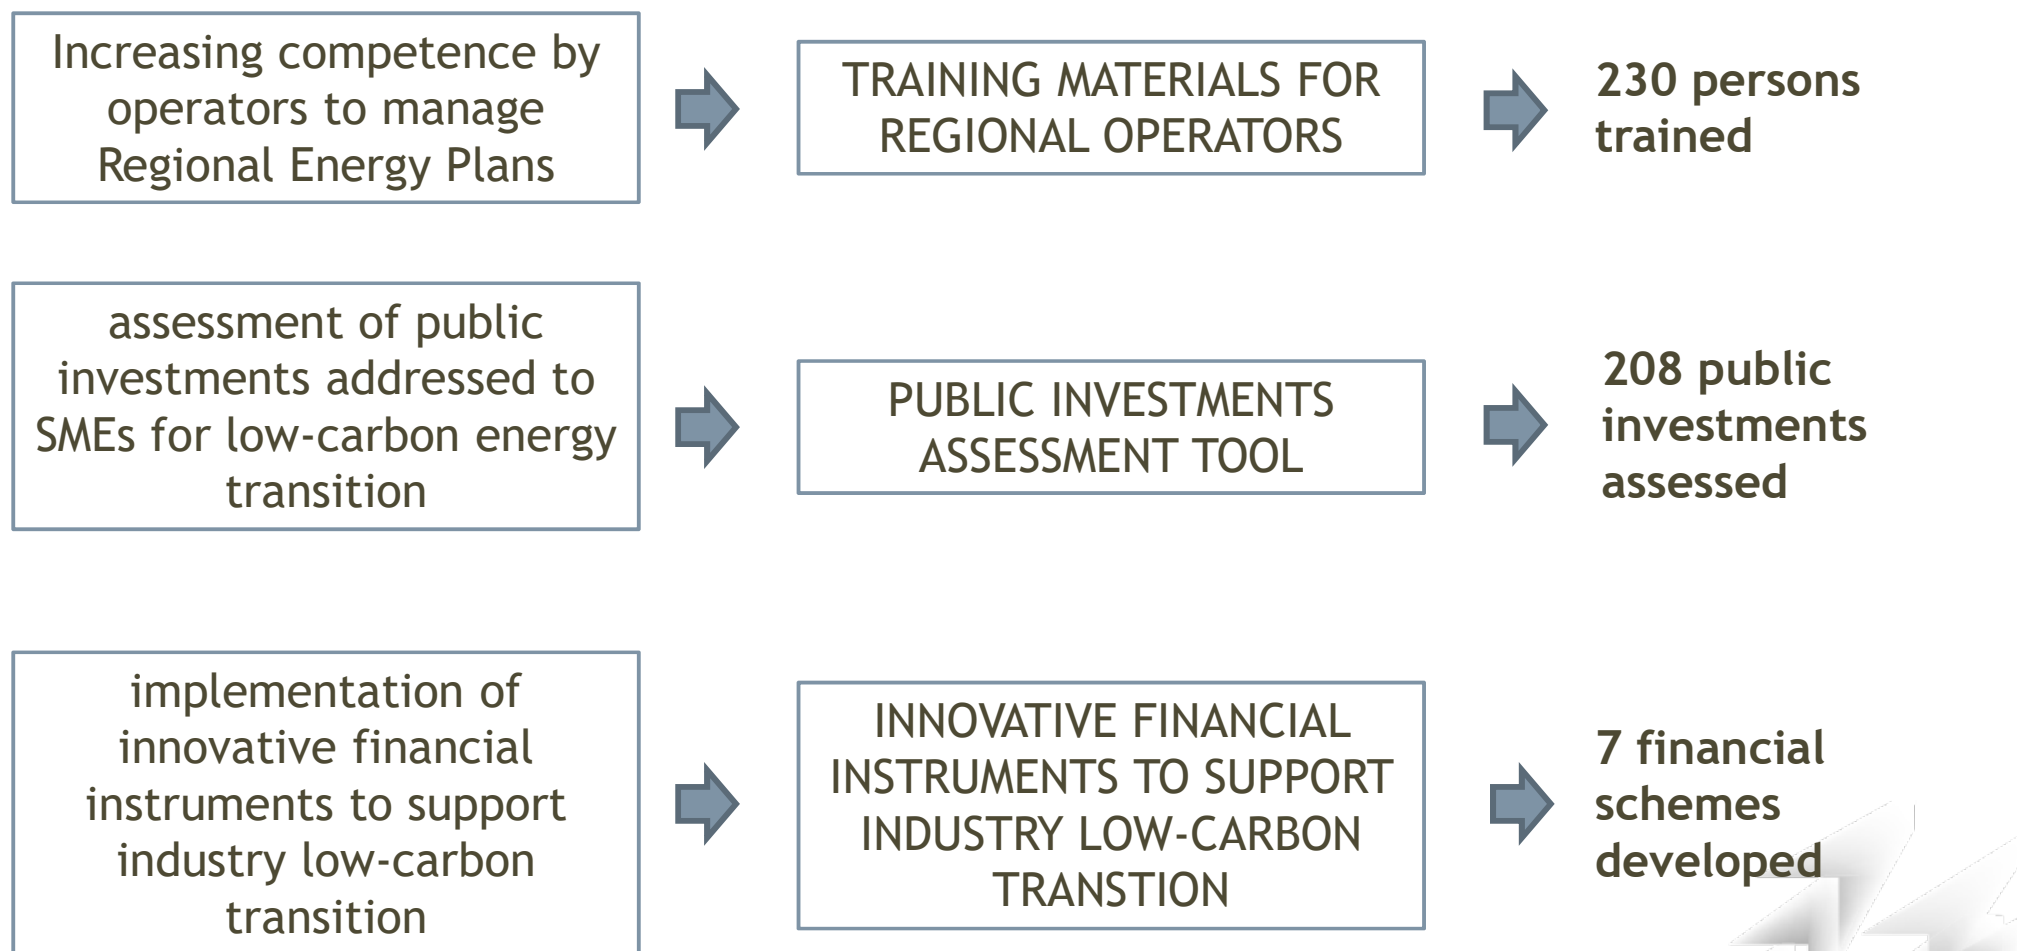 Increasing competence by
operators to manage
Regional Energy Plans
TRAINING MATERIALS FOR
REGIONAL OPERATORS
230 persons
trained
assessment of public
investments addressed to
SMEs for low-carbon energy
transition
PUBLIC INVESTMENTS
ASSESSMENT TOOL
208 public
investments
assessed
implementation of
innovative financial
instruments to support
industry low-carbon
transition
INNOVATIVE FINANCIAL
INSTRUMENTS TO SUPPORT
INDUSTRY LOW-CARBON
TRANSTION
7 financial
schemes
developed